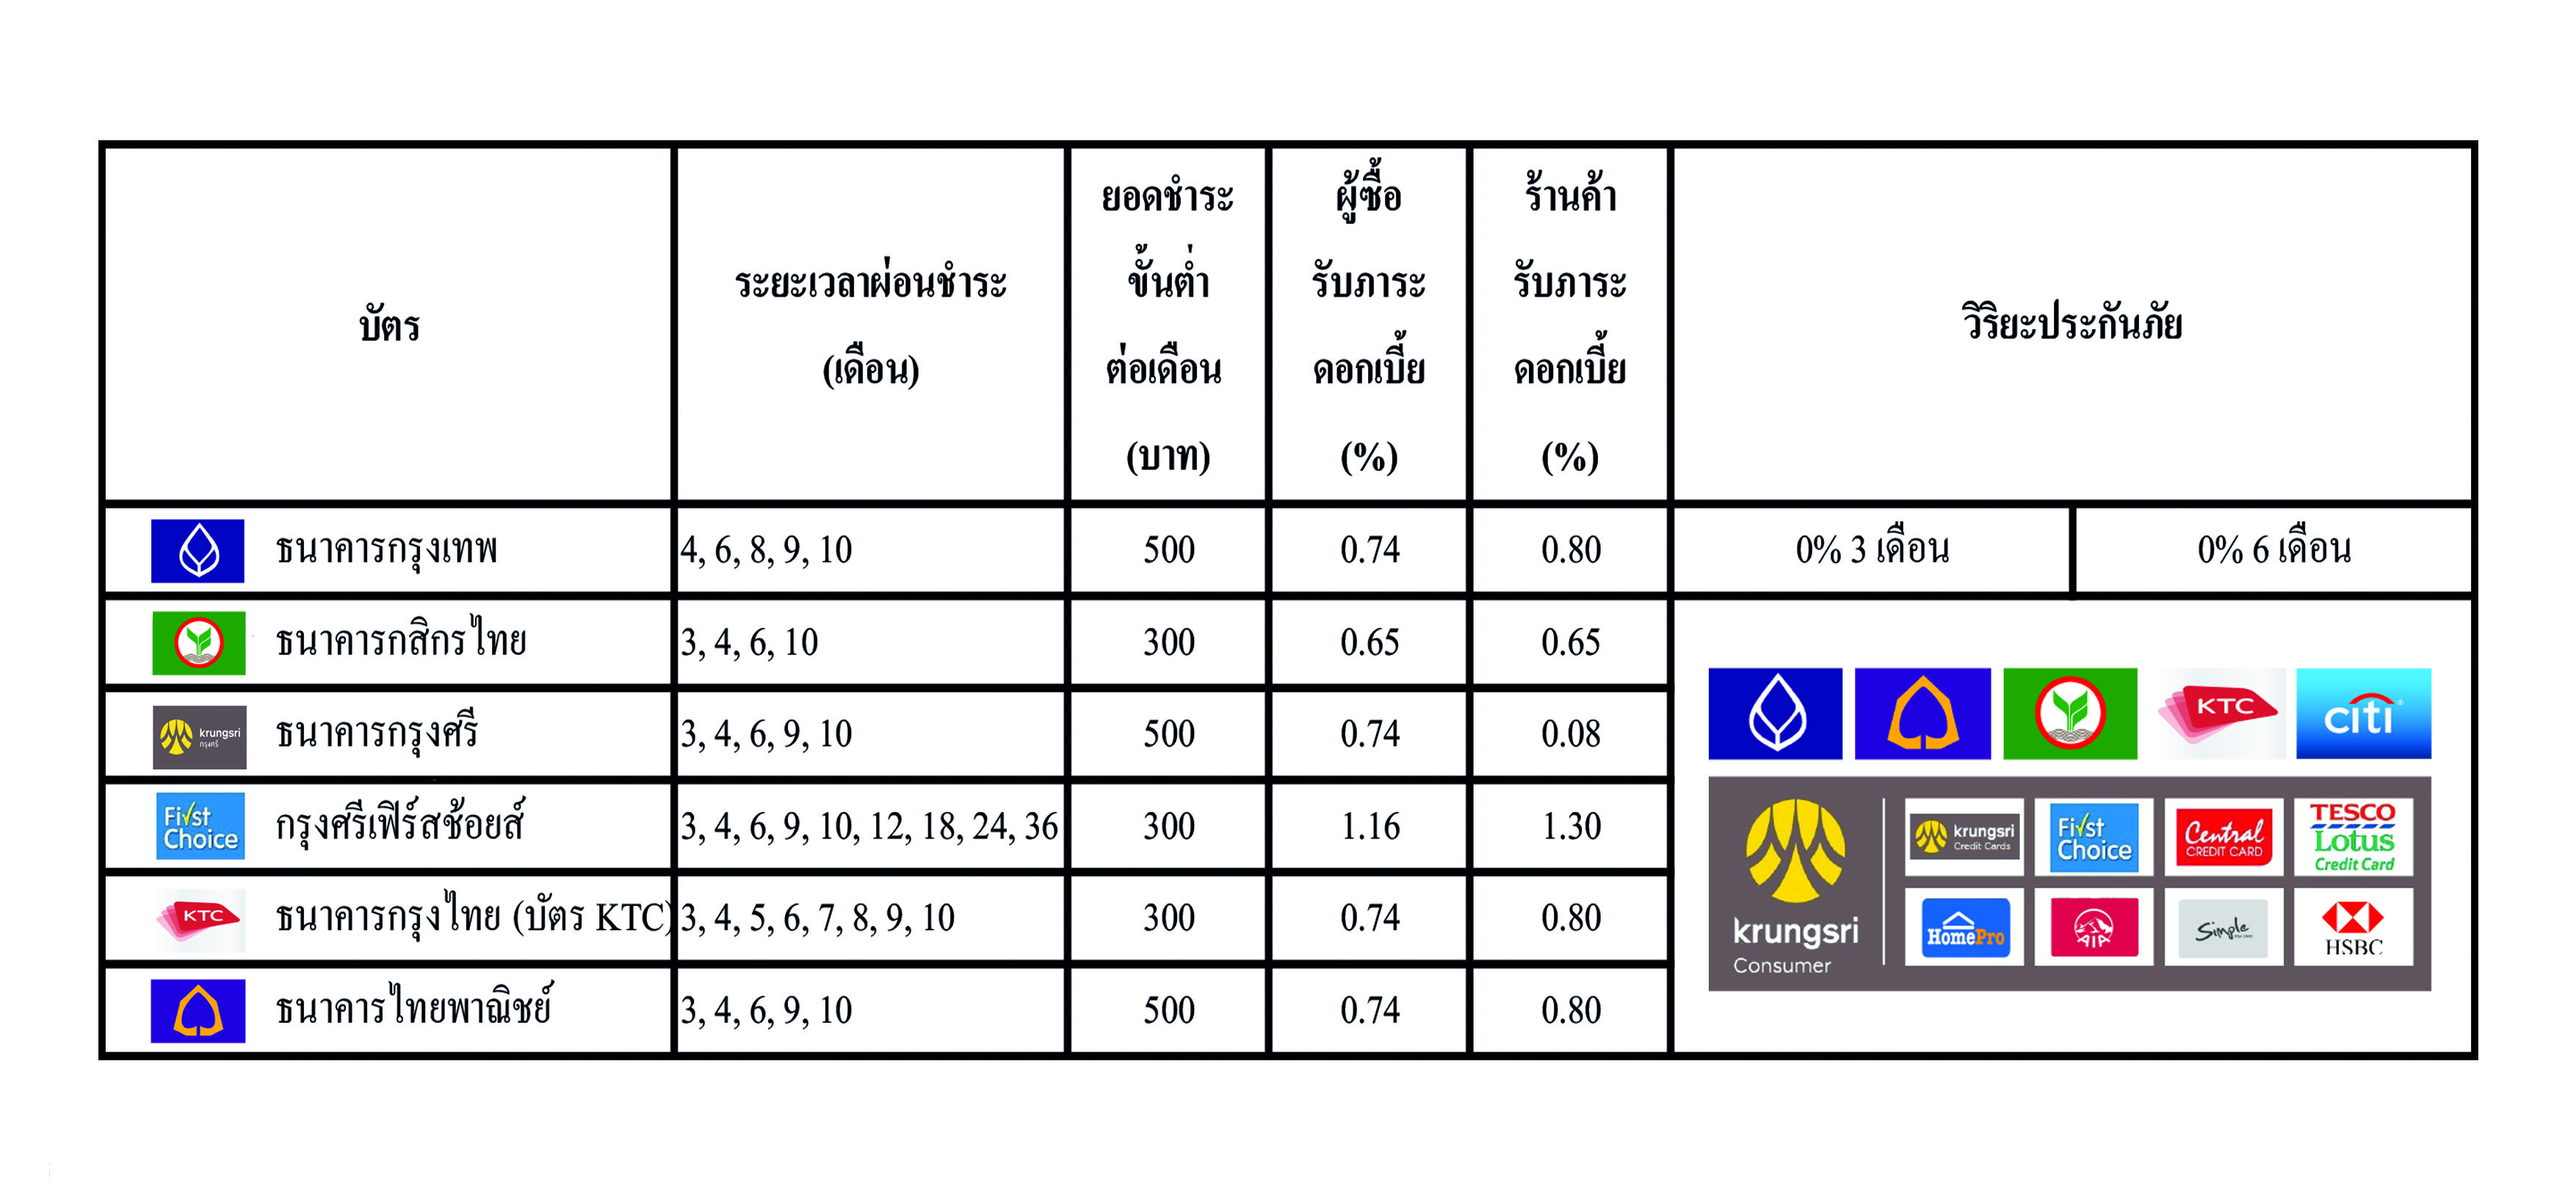 บัตร
ระยะเวลาผ่อนชำระ
(เดือน)
ยอดชำระ
ขั้นต่ำ
ต่อเดือน
(บาท)
ผู้ซื้อ
รับภาระ
ดอกเบี้ย
(%)
ร้านค้า
รับภาระ
ดอกเบี้ย
(%)
วิริยะประกันภัย
ธนาคารกรุงเทพ 4, 6, 8, 9, 10 500 0.74 0.80 0% 3 เดือน 0% 6 เดือน
ธนาคารกสิกรไทย 3, 4, 6, 10 300 0.65 0.65
krungsri
กรุงศรี
ธนาคารกรุงศรี 3, 4, 6, 9, 10 500 0.74 0.08
First
Choice
กรุงศรีเฟิร์สช้อยส์ 3, 4, 6, 9, 10, 12, 18, 24, 36 300 1.16 1.30
KTC
ธนาคารกรุงไทย (บัตร KTC) 3, 4, 5, 6, 7, 8, 9, 10 300 0.74 0.80
ธนาคารไทยพาณิชย์ 3, 4, 6, 9, 10 500 0.74 0.80
KTC
citi
krungsri
Consumer
krungsri
Credit Cards
First
Choice
Central
CREDIT CARD
TESCO
Lotus
Credit Card
HomePro
AIA
Simple
HSBC